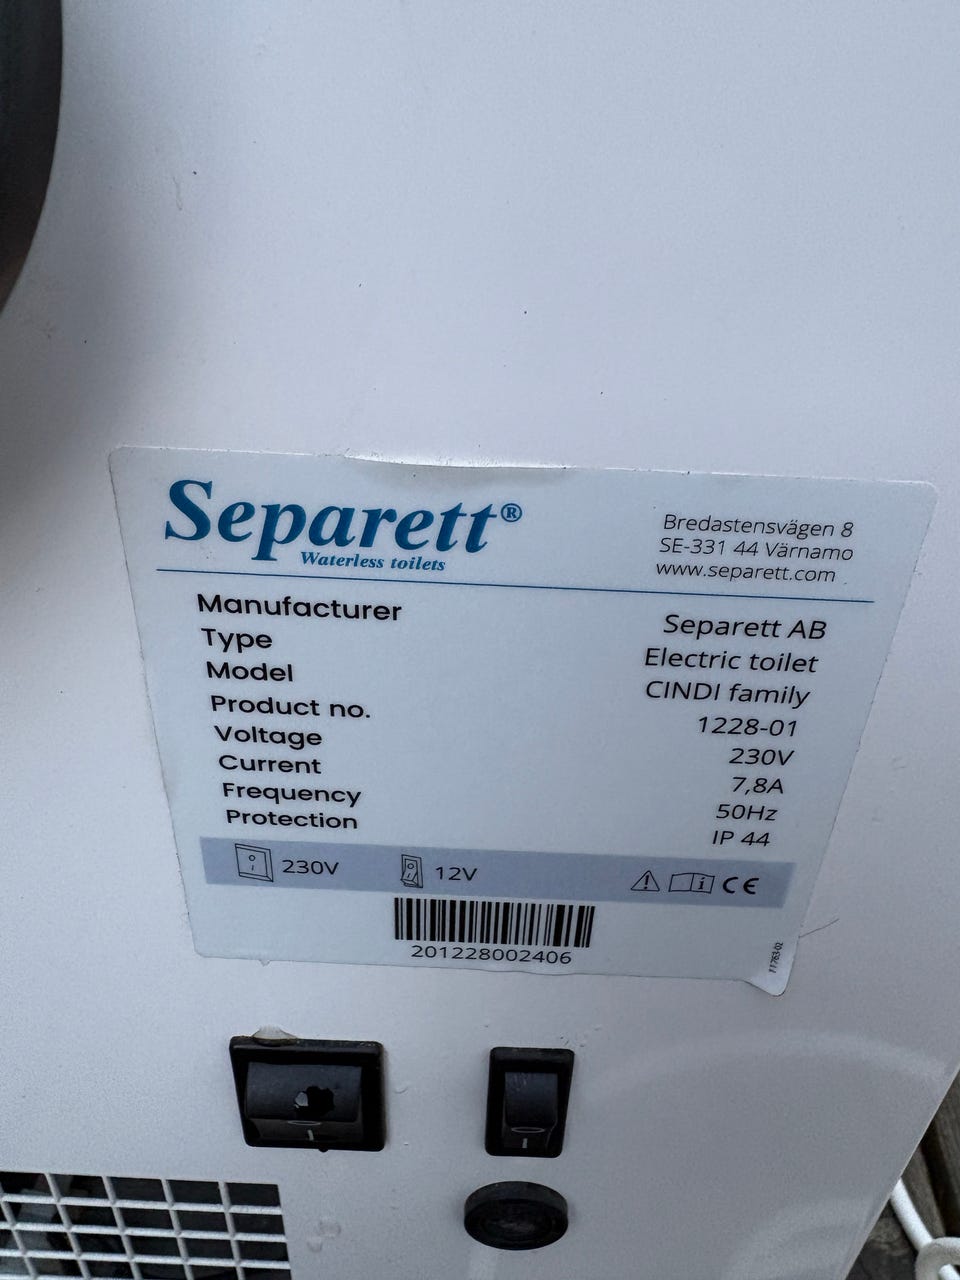 Separett®
Waterless toilets
Bredastensvägen 8
SE-331 44 Värnamo
www.separett.com
Manufacturer Separett AB
Type Electric toilet
Model CINDI family
Product no. 1228-01
Voltage 230V
Current 7,8A
Frequency 50Hz
Protection IP 44
230V 12V CE
201228002406
11763-02